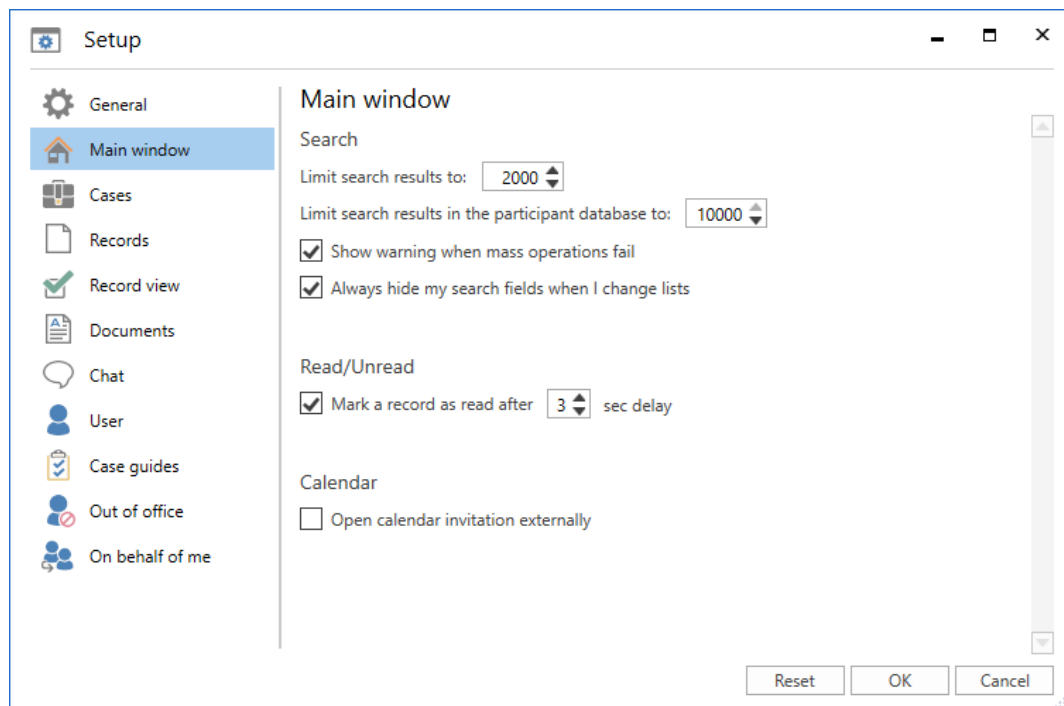 Setup
General
Main window
Cases
Records
Record view
Documents
Chat
User
Case guides
Out of office
On behalf of me
Main window
Search
Limit search results to: 2000
Limit search results in the participant database to: 10000
Show warning when mass operations fail
Always hide my search fields when I change lists
Read/Unread
Mark a record as read after 3 sec delay
Calendar
Open calendar invitation externally
Reset OK Cancel